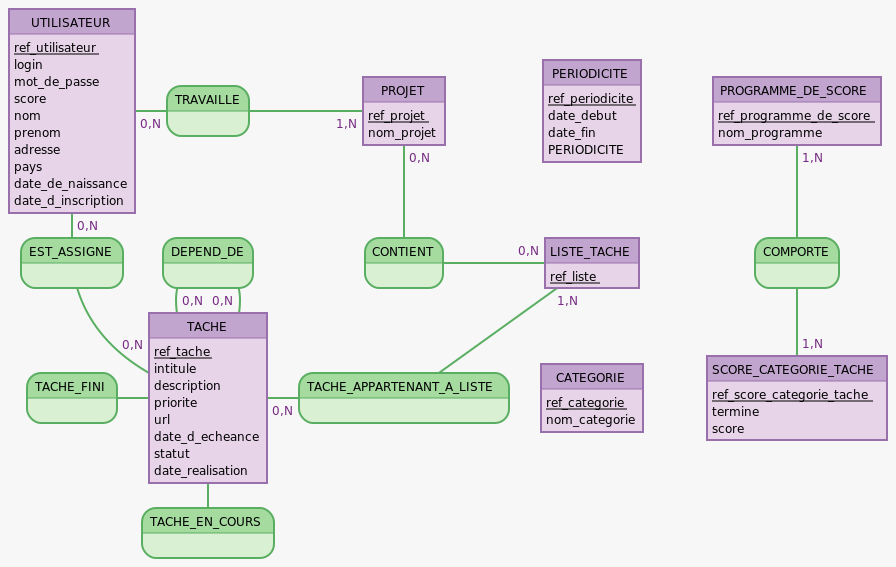 UTILISATEUR
ref_utilisateur
login
mot_de_passe
score
nom
prenom
adresse
pays
date_de_naissance
date_d_inscription
0,N
TRAVAILLE
1,N
PROJET
ref_projet
nom_projet
PERIODICITE
ref_periodicite
date_debut
date_fin
PERIODICITE
PROGRAMME_DE_SCORE
ref_programme_de_score
nom_programme
0,N
0,N
1,N
EST_ASSIGNE
DEPEND_DE
CONTIENT
0,N
LISTE_TACHE
ref_liste
COMPORTE
0,N
0,N
1,N
0,N
1,N
TACHE
ref_tache
intitule
description
priorite
url
date_d_echeance
statut
date_realisation
TACHE_FINI
0,N
TACHE_APPARTENANT_A_LISTE
CATEGORIE
ref_categorie
nom_categorie
SCORE_CATEGORIE_TACHE
ref_score_categorie_tache
termine
score
TACHE_EN_COURS